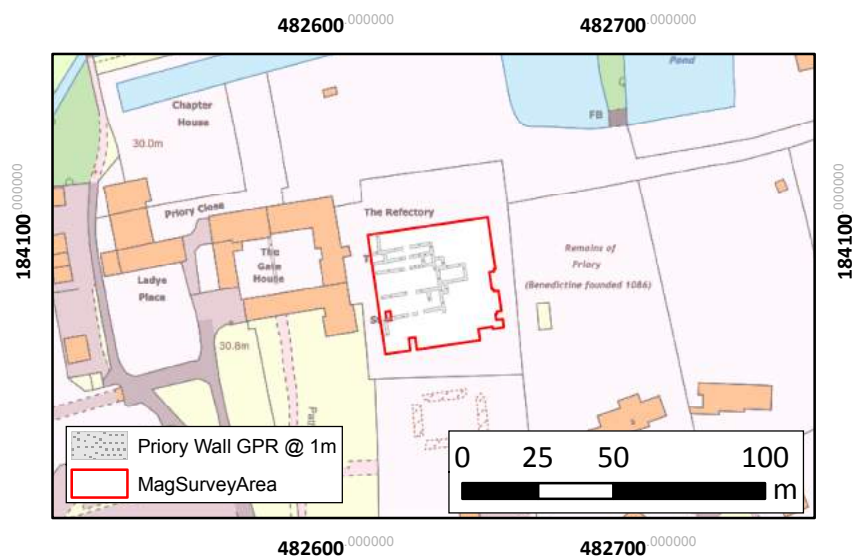 482600.000000 482700.000000
Pond
Chapter
House
FB
30.0m
184100.000000
184100.000000
Priory Close
The Refectory
The
Gate
House
Remains of
Priory
(Benedictine founded 1086)
Ladye
Place
30.8m
Priory Wall GPR @ 1m
MagSurveyArea
0 25 50 100
m
482600.000000 482700.000000